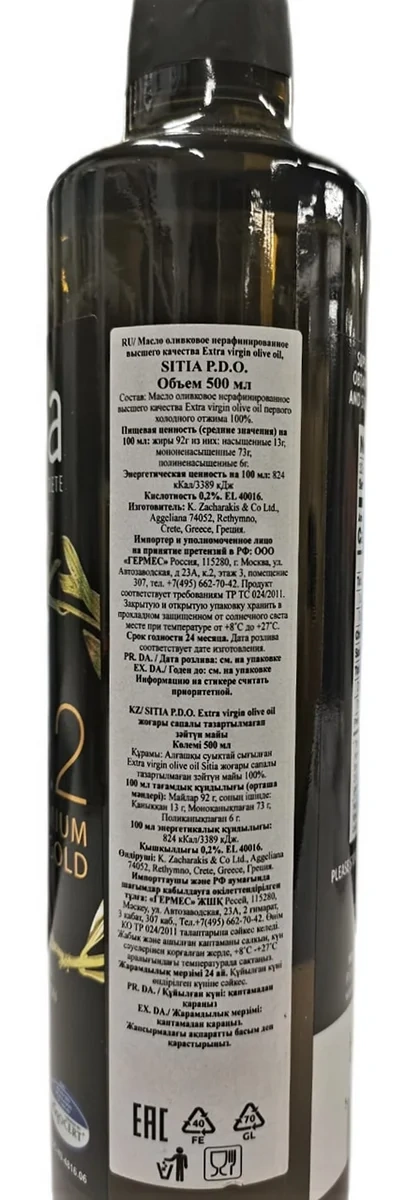 RU/ Масло оливковое нерафинированное
высшего качества Extra virgin olive oil,
SITIA P.D.O.
Объем 500 мл
Состав: Масло оливковое нерафинированное
высшего качества Extra virgin olive oil первого
холодного отжима 100%.
Пищевая ценность (средние значения) на
100 мл: жиры 92г из них: насыщенные 13г,
мононенасыщенные 73г,
полиненасыщенные 6г.
Энергетическая ценность на 100 мл: 824
кКал/3389 кДж
Кислотность 0,2%. EL 40016.
Изготовитель: K. Zacharakis & Co Ltd.,
Aggeliana 74052, Rethymno,
Crete, Greece, Греция.
Импортер и уполномоченное лицо
на принятие претензий в РФ: ООО
«ГЕРМЕС» Россия, 115280, г. Москва, ул.
Автозаводская, д 23А, к.2, этаж 3, помещение
307, тел. +7(495) 662-70-42. Продукт
соответствует требованиям ТР ТС 024/2011.
Закрытую и открытую упаковку хранить в
прохладном защищенном от солнечного света
месте при температуре от +8˚С до +27˚С.
Срок годности 24 месяца. Дата розлива
соответствует дате изготовления.
PR. DA. / Дата розлива: см. на упаковке
EX. DA./ Годен до: см. на упаковке
Информацию на стикере считать
приоритетной.
KZ/ SITIA P.D.O. Extra virgin olive oil
жоғары сапалы тазартылмаған
зәйтүн майы
Көлемі 500 мл
Құрамы: Алғашқы суықтай сығылған
Extra virgin olive oil Sitia жоғары сапалы
тазартылмаған зәйтүн майы 100%.
100 мл тағамдық құндылығы (орташа
мәндері): Майлар 92 г, соның ішінде:
Қаныққан 13 г, Моноқанықпаған 73 г,
Полиқанықпаған 6 г.
100 мл энергетикалық құндылығы:
824 кКал/3389 кДж.
Қышқылдығы 0,2%. EL 40016.
Өндіруші: K. Zacharakis & Co Ltd., Aggeliana
74052, Rethymno, Crete, Greece, Греция.
Импорттаушы және РФ аумағында
шағымдар қабылдауға өкілеттендірілген
тұлға: «ГЕРМЕС» ЖШҚ Ресей, 115280,
Мәскеу, ул. Автозаводская, 23А, 2 ғимарат,
3 қабат, 307 каб., Тел.+7(495) 662-70-42. Өнім
КО ТР 024/2011 талаптарына сәйкес келеді.
Жабық және ашылған қаптаманы салқын, күн
сәулесінен қорғалған жерде, +8˚С -+27˚С
аралығындағы температурада сақтаңыз.
Жарамдылық мерзімі 24 ай. Құйылған күні
өндірілген күніне сәйкес.
PR. DA. / Құйылған күні: қаптамадан
қараңыз
EX. DA./ Жарамдылық мерзімі:
қаптамадан қараңыз.
Жапсырмадағы ақпаратты басым деп
қарастырыңыз.
EAC
40
FE
70
GL
a
2
IUM
OLD
PLEASE